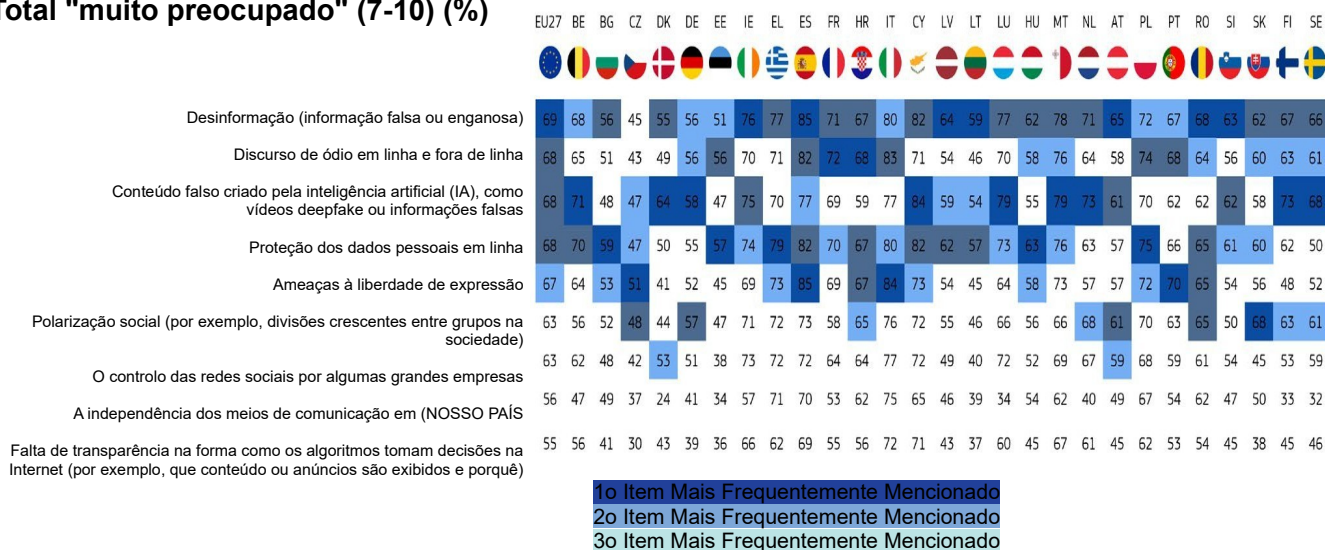 Total "muito preocupado" (7-10) (%)
EU27 BE BG CZ DK DE EE IE EL ES FR HR IT CY LV LT LU HU MT NL AT PL PT RO SI SK FI SE
Desinformação (informação falsa ou enganosa) 69 68 56 45 55 56 51 76 77 85 71 67 80 82 64 59 77 62 78 71 65 72 67 68 63 62 67 66
Discurso de ódio em linha e fora de linha 68 65 51 43 49 56 56 70 71 82 72 68 83 71 54 46 70 58 76 64 58 74 68 64 56 60 63 61
Conteúdo falso criado pela inteligência artificial (IA), como
vídeos deepfake ou informações falsas 68 71 48 47 64 58 47 75 70 77 69 59 77 84 59 54 79 55 79 73 61 70 62 62 62 58 73 68
Proteção dos dados pessoais em linha 68 70 59 47 50 55 57 74 79 82 70 67 80 82 62 57 73 63 76 63 57 75 66 65 61 60 62 50
Ameaças à liberdade de expressão 67 64 53 51 41 52 45 69 73 85 69 67 84 73 54 45 64 58 73 57 57 72 70 65 54 56 48 52
Polarização social (por exemplo, divisões crescentes entre grupos na 63 56 52 48 44 57 47 71 72 73 58 65 76 72 55 46 66 56 66 68 61 70 63 65 50 68 63 61
sociedade)
O controlo das redes sociais por algumas grandes empresas 63 62 48 42 53 51 38 73 72 72 64 64 77 72 49 40 72 52 69 67 59 68 59 61 54 45 53 59
A independência dos meios de comunicação em (NOSSO PAÍS 56 47 49 37 24 41 34 57 71 70 53 62 75 65 46 39 34 54 62 40 49 67 54 62 47 50 33 32
Falta de transparência na forma como os algoritmos tomam decisões na 55 56 41 30 43 39 36 66 62 69 55 56 72 71 43 37 60 45 67 61 45 62 53 54 45 38 45 46
Internet (por exemplo, que conteúdo ou anúncios são exibidos e porquê)
1o Item Mais Frequentemente Mencionado
2o Item Mais Frequentemente Mencionado
3o Item Mais Frequentemente Mencionado